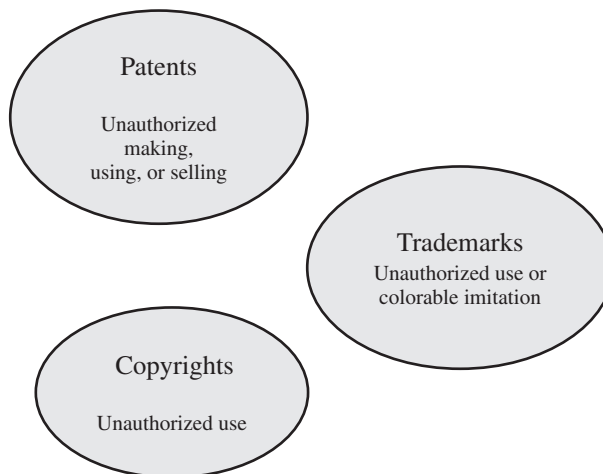 Patents
Unauthorized
making,
using, or selling
Trademarks
Unauthorized use or
colorable imitation
Copyrights
Unauthorized use